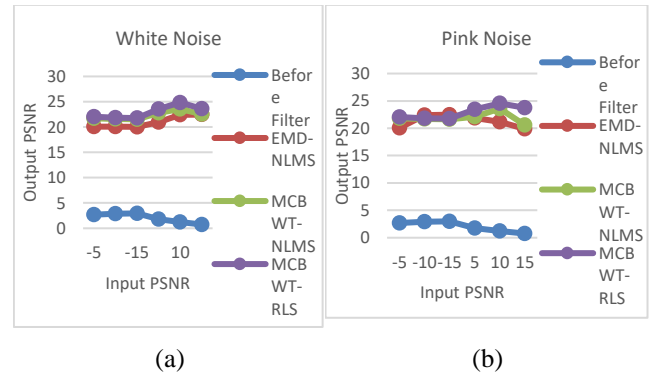 White Noise
Output PSNR
30
25
20
15
10
5
0
-5 -15 10
Input PSNR
Befor
e
Filter
EMD-
NLMS
MCB
WT-
NLMS
MCB
WT-
RLS
(a)
Pink Noise
Output PSNR
30
25
20
15
10
5
0
-5 -10 -15 5 10 15
Input PSNR
Befor
e
Filter
EMD-
NLMS
MCB
WT-
NLMS
MCB
WT-
RLS
(b)